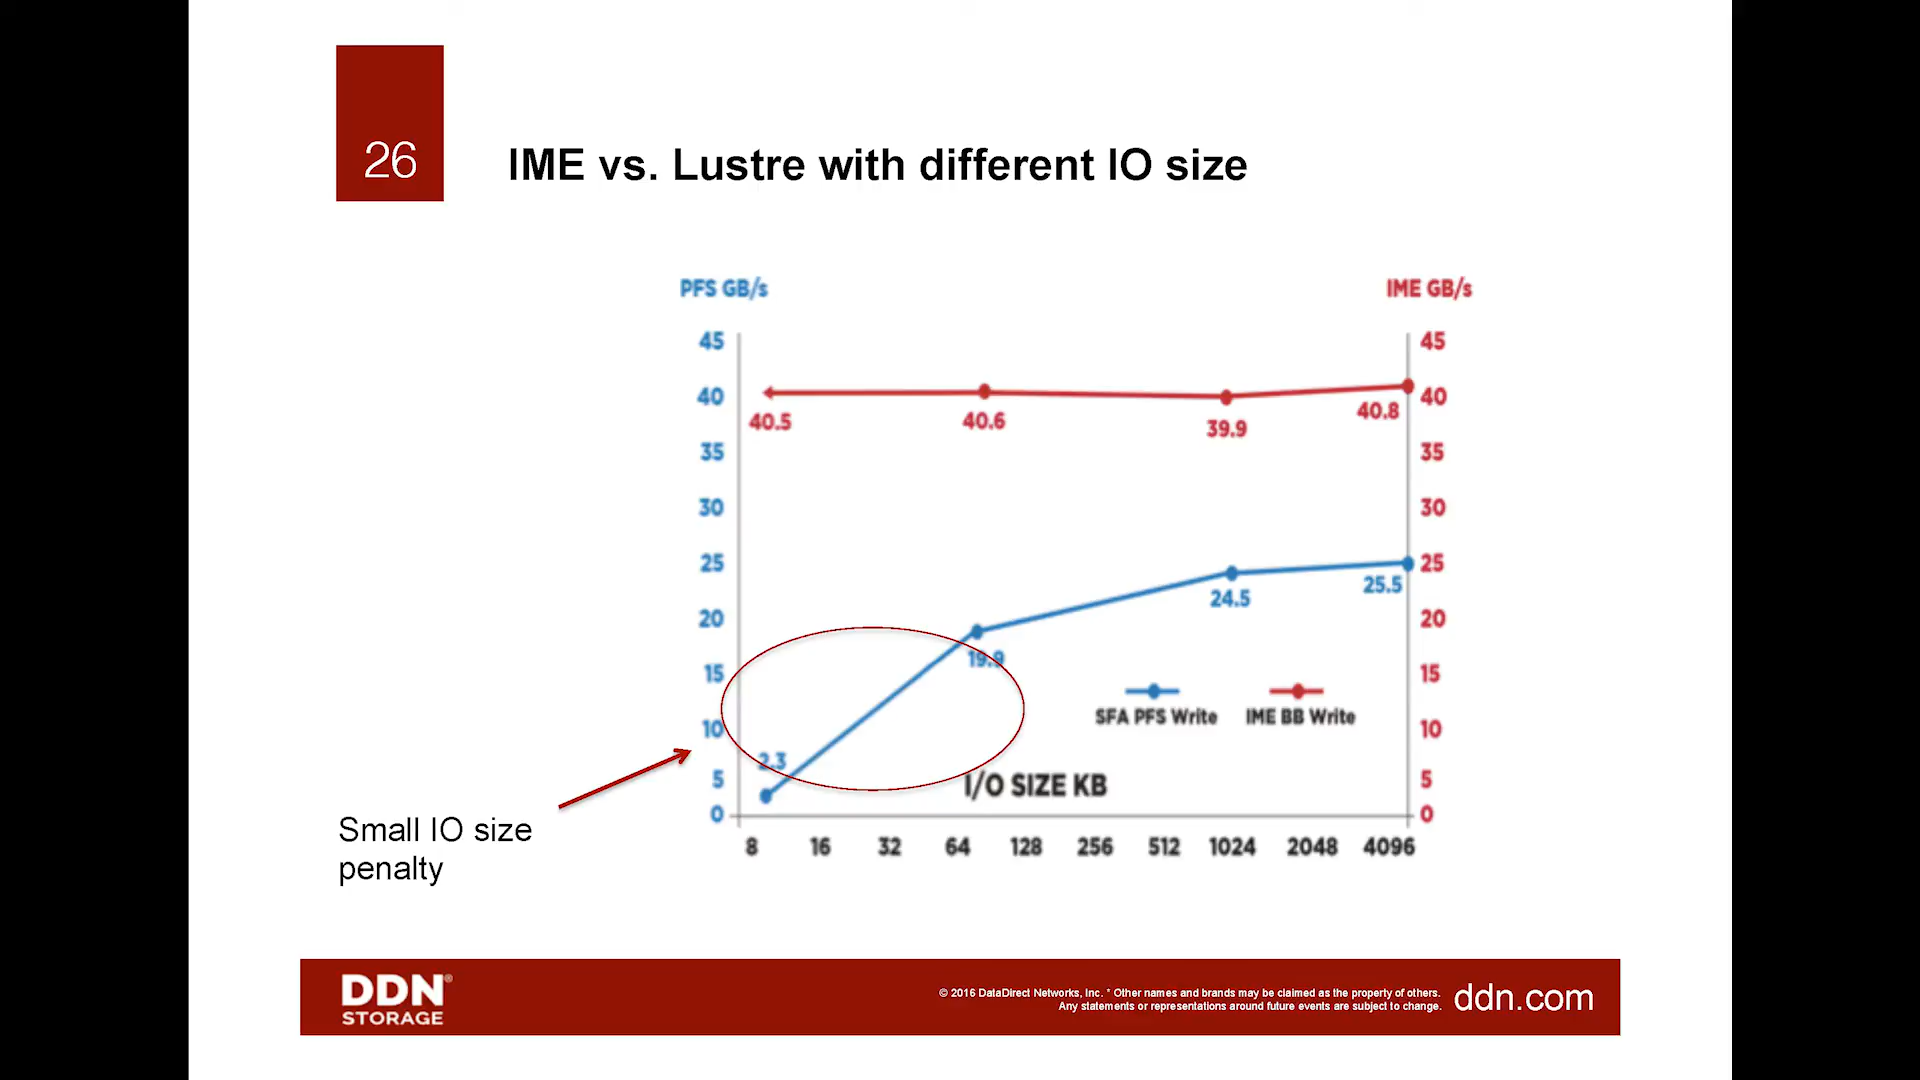 26
IME vs. Lustre with different IO size
PFS GB/s
IME GB/s
45
40
35
30
25
20
15
10
5
0
45
40
35
30
25
20
15
10
5
0
40.5
40.6
39.9
40.8
2.3
19.9
24.5
25.5
SFA PFS Write
IME BB Write
I/O SIZE KB
8 16 32 64 128 256 512 1024 2048 4096
Small IO size
penalty
DDN®
STORAGE
© 2016 DataDirect Networks, Inc. * Other names and brands may be claimed as the property of others.
Any statements or representations around future events are subject to change.
ddn.com